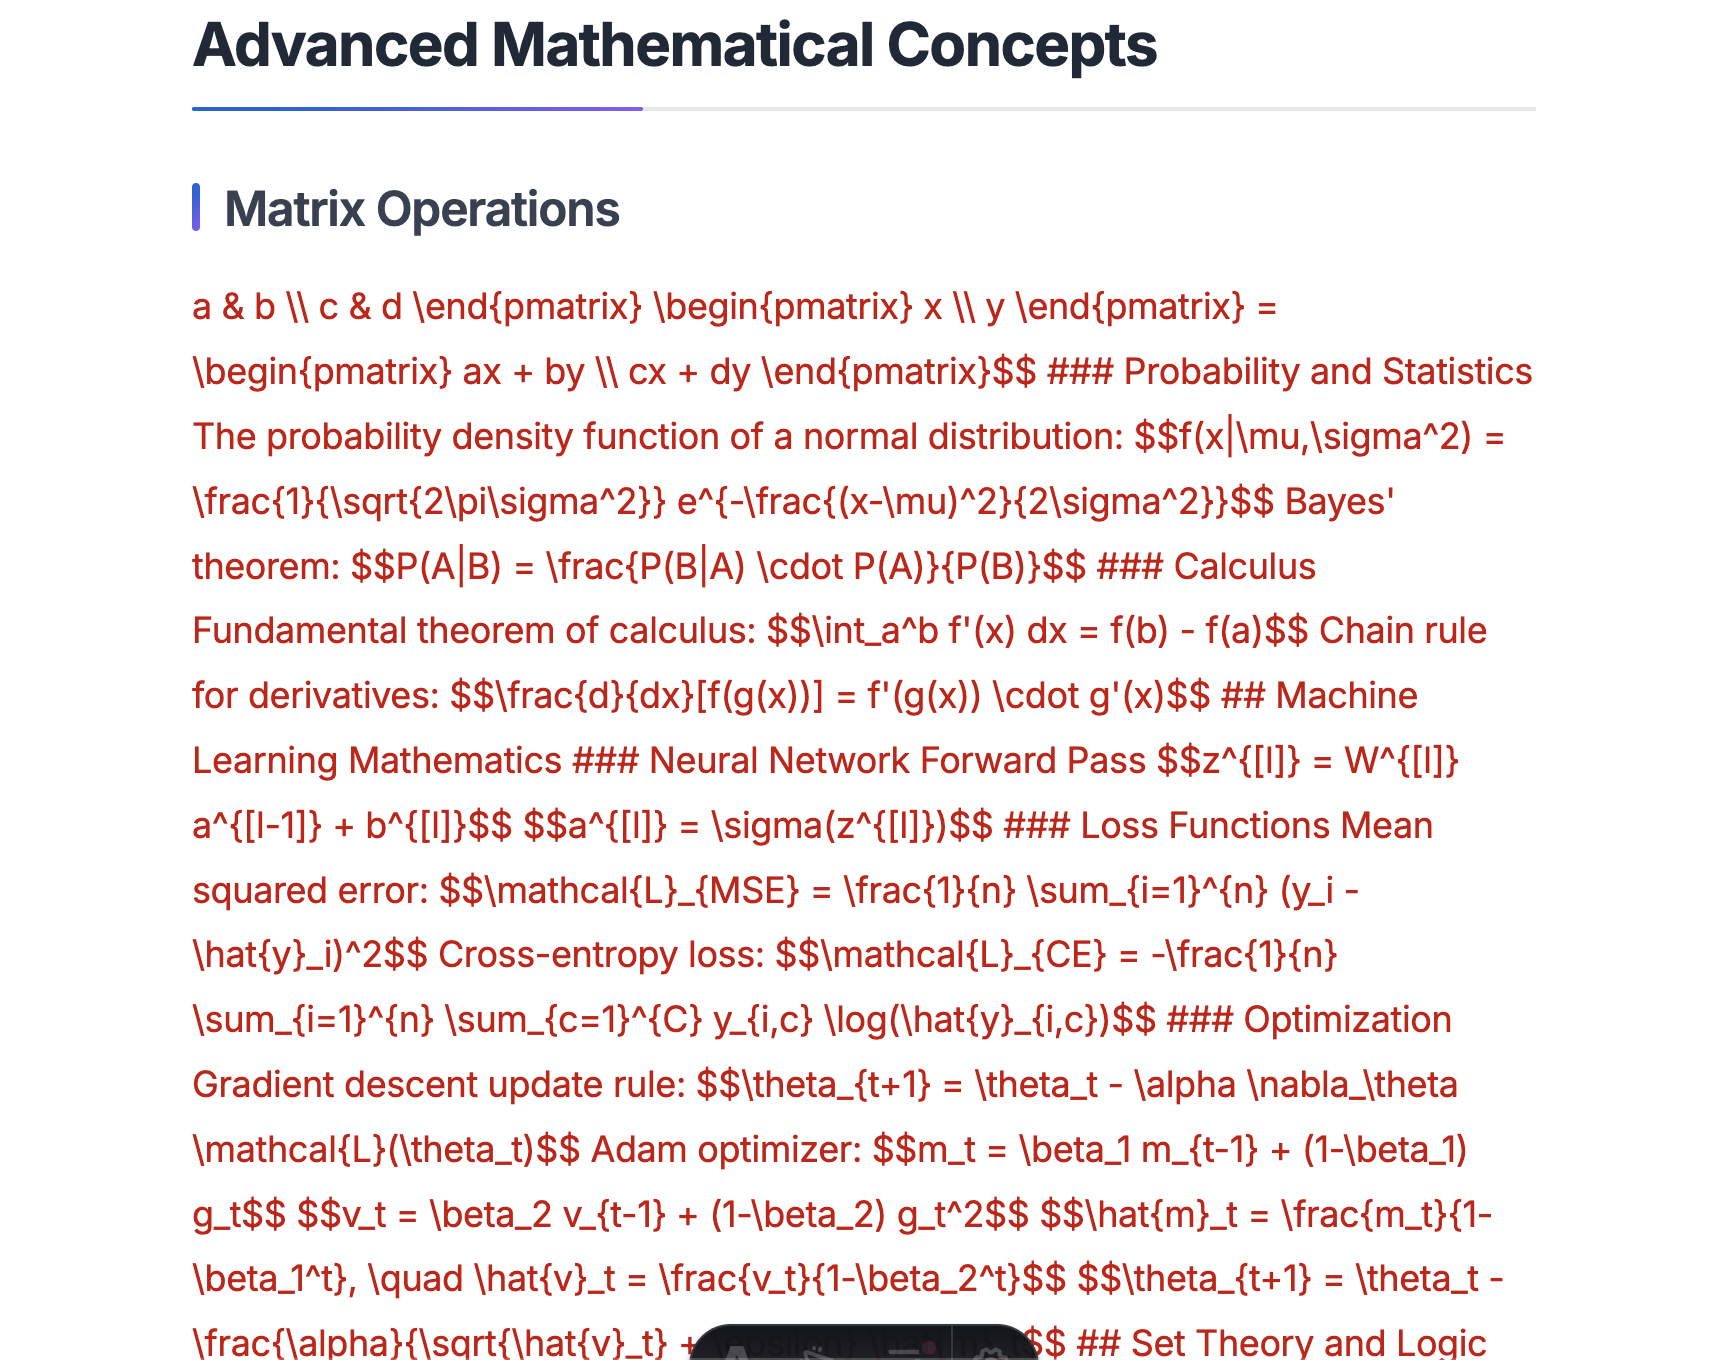 Advanced Mathematical Concepts
Matrix Operations
a & b \\ c & d \end{pmatrix} \begin{pmatrix} x \\ y \end{pmatrix} =
\begin{pmatrix} ax + by \\ cx + dy \end{pmatrix}$$ ### Probability and Statistics
The probability density function of a normal distribution: $$f(x|\mu,\sigma^2) =
\frac{1}{\sqrt{2\pi\sigma^2}} e^{-\frac{(x-\mu)^2}{2\sigma^2}}$$ Bayes'
theorem: $$P(A|B) = \frac{P(B|A) \cdot P(A)}{P(B)}$$ ### Calculus
Fundamental theorem of calculus: $$\int_a^b f'(x) dx = f(b) - f(a)$$ Chain rule
for derivatives: $$\frac{d}{dx}[f(g(x))] = f'(g(x)) \cdot g'(x)$$ ## Machine
Learning Mathematics ### Neural Network Forward Pass $$z^{[l]} = W^{[l]}
a^{[l-1]} + b^{[l]}$$ $$a^{[l]} = \sigma(z^{[l]})$$ ### Loss Functions Mean
squared error: $$\mathcal{L}_{MSE} = \frac{1}{n} \sum_{i=1}^{n} (y_i -
\hat{y}_i)^2$$ Cross-entropy loss: $$\mathcal{L}_{CE} = -\frac{1}{n}
\sum_{i=1}^{n} \sum_{c=1}^{C} y_{i,c} \log(\hat{y}_{i,c})$$ ### Optimization
Gradient descent update rule: $$\theta_{t+1} = \theta_t - \alpha \nabla_\theta
\mathcal{L}(\theta_t)$$ Adam optimizer: $$m_t = \beta_1 m_{t-1} + (1-\beta_1)
g_t$$ $$v_t = \beta_2 v_{t-1} + (1-\beta_2) g_t^2$$ $$\hat{m}_t = \frac{m_t}{1-
\beta_1^t}, \quad \hat{v}_t = \frac{v_t}{1-\beta_2^t}$$ $$\theta_{t+1} = \theta_t -
\frac{\alpha}{\sqrt{\hat{v}_t} + $$ ## Set Theory and Logic